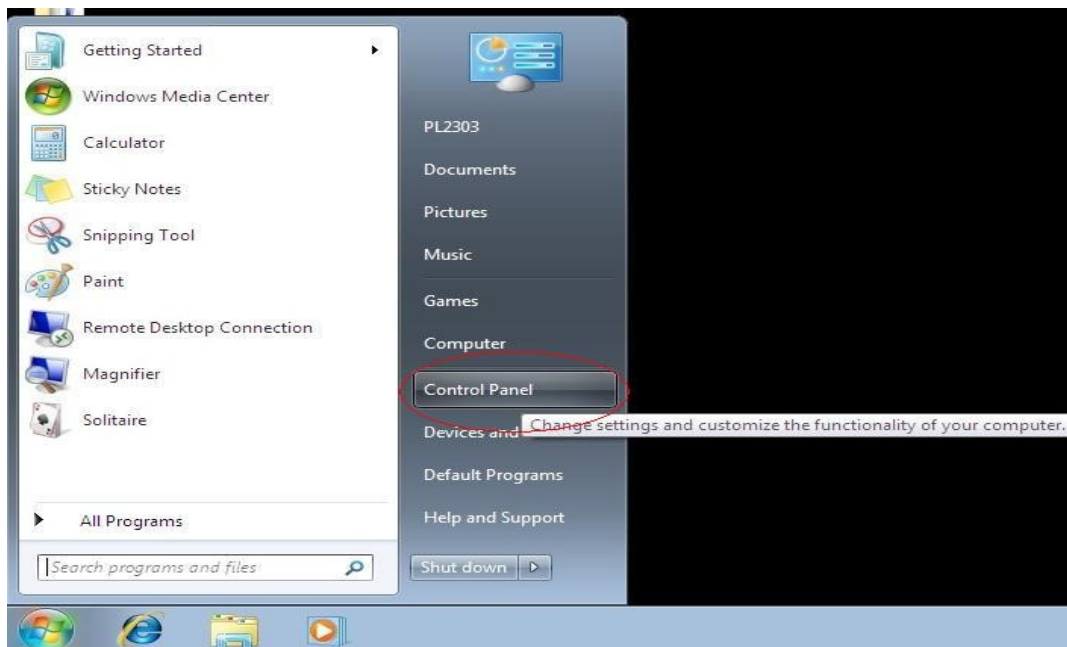 Getting Started
Windows Media Center
Calculator
Sticky Notes
Snipping Tool
Paint
Remote Desktop Connection
Magnifier
Solitaire
All Programs
Search programs and files
PL2303
Documents
Pictures
Music
Games
Computer
Control Panel
Change settings and customize the functionality of your computer.
Devices and
Default Programs
Help and Support
Shut down